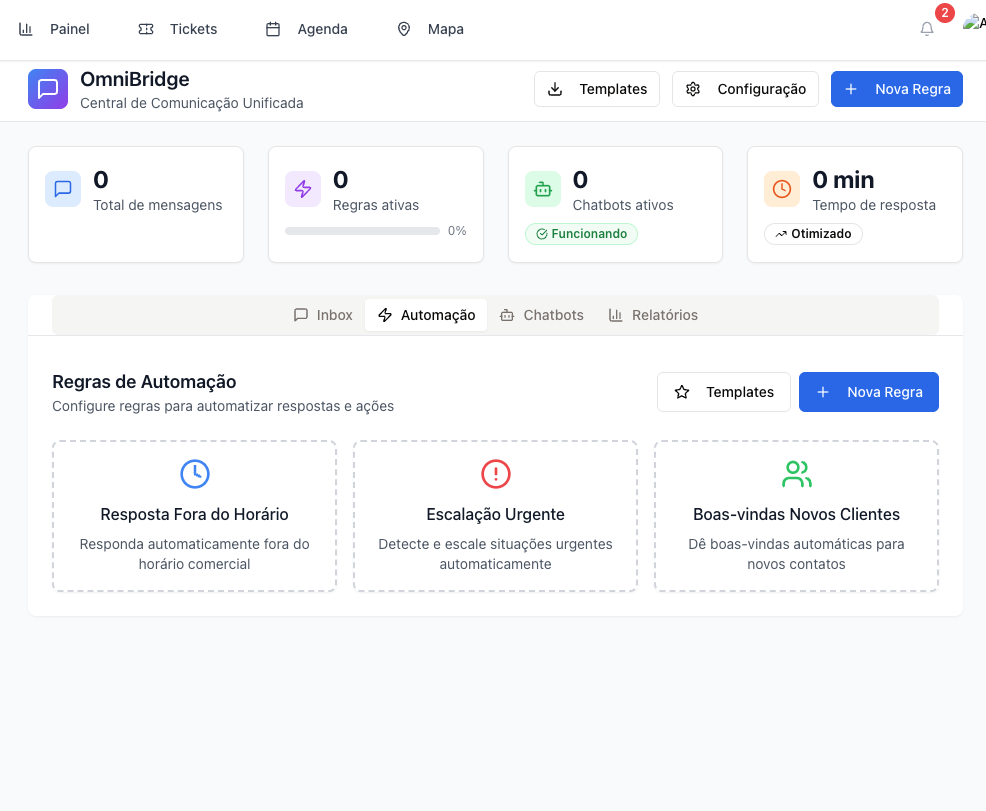 Painel
Tickets
Agenda
Mapa
2
A
OmniBridge
Central de Comunicação Unificada
Templates
Configuração
Nova Regra
0
Total de mensagens
0
Regras ativas
0%
0
Chatbots ativos
Funcionando
0 min
Tempo de resposta
Otimizado
Inbox
Automação
Chatbots
Relatórios
Regras de Automação
Configure regras para automatizar respostas e ações
Templates
Nova Regra
Resposta Fora do Horário
Responda automaticamente fora do
horário comercial
Escalação Urgente
Detecte e escale situações urgentes
automaticamente
Boas-vindas Novos Clientes
Dê boas-vindas automáticas para
novos contatos